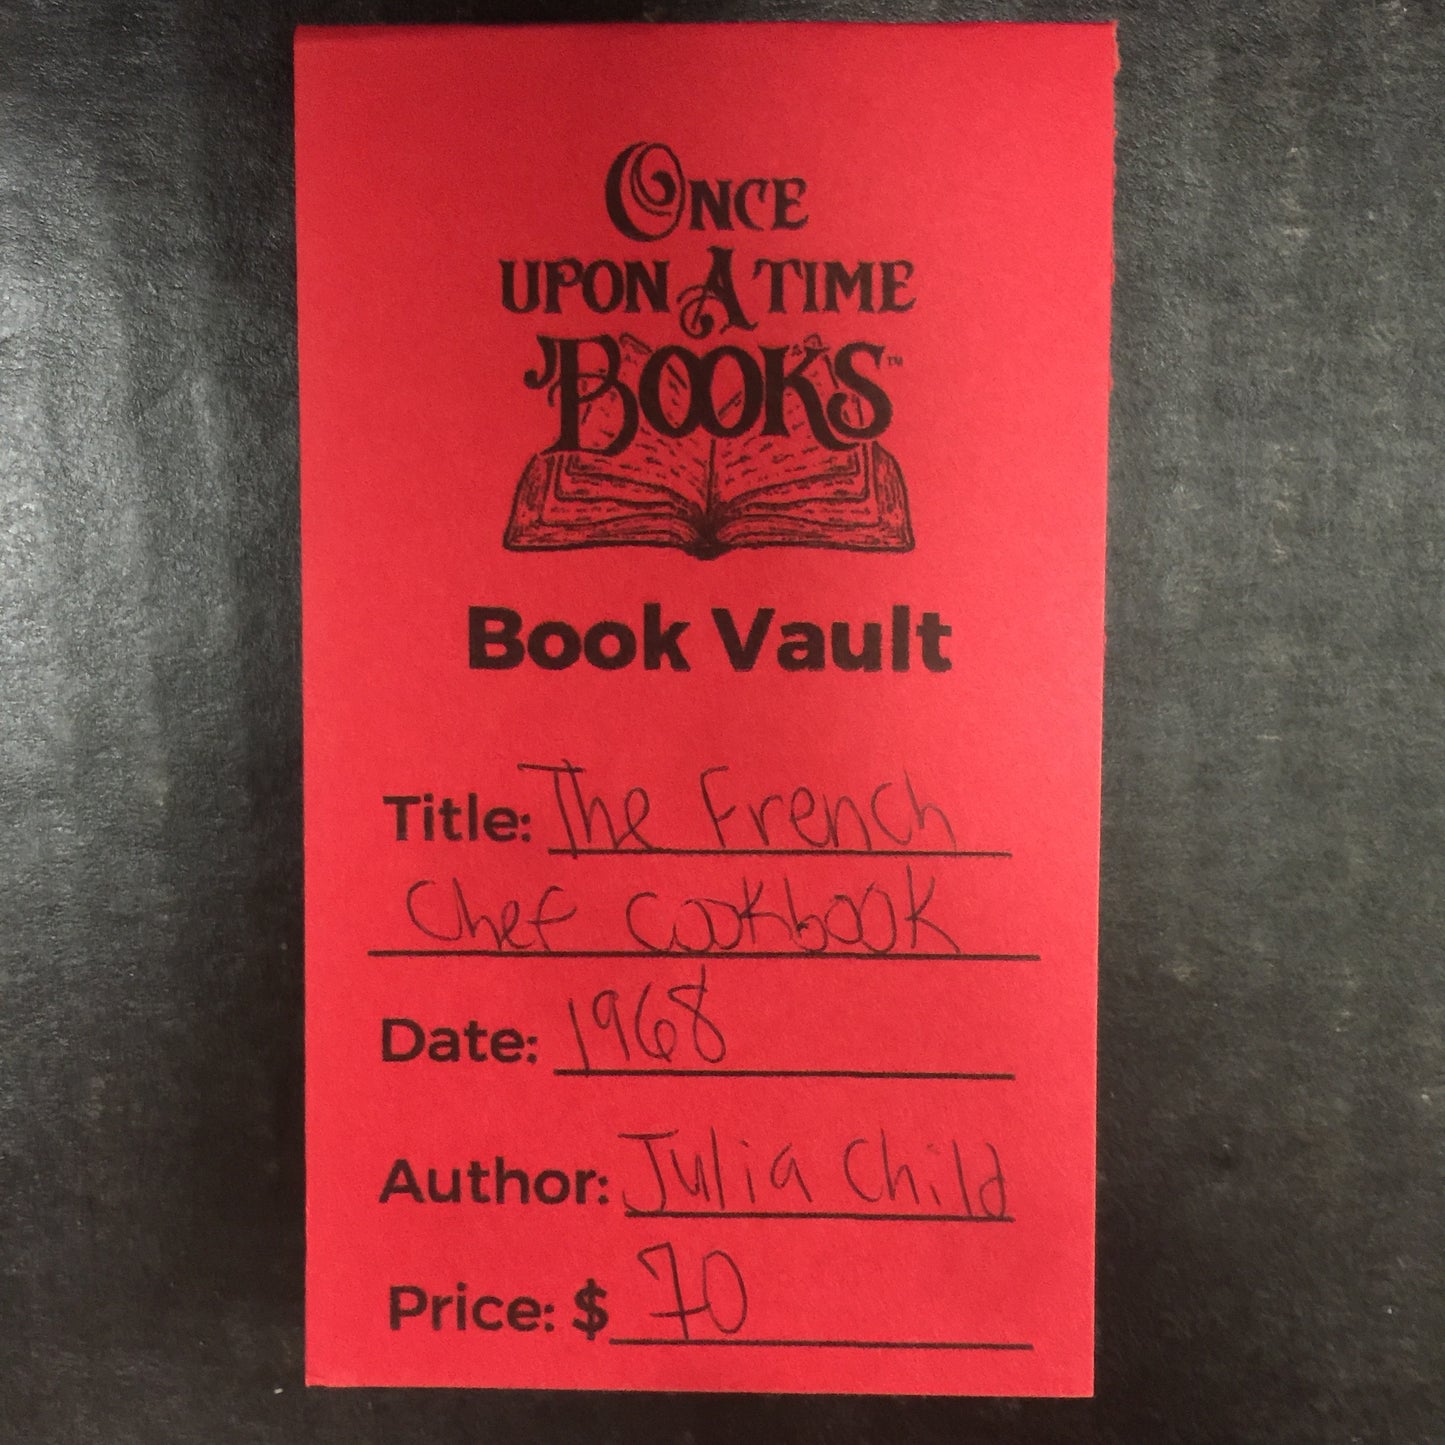 ONCE
UPON A TIME
BOOKS™
Book Vault
Title: The French
Chef Cookbook
Date: 1968
Author: Julia Child
Price: $ 70